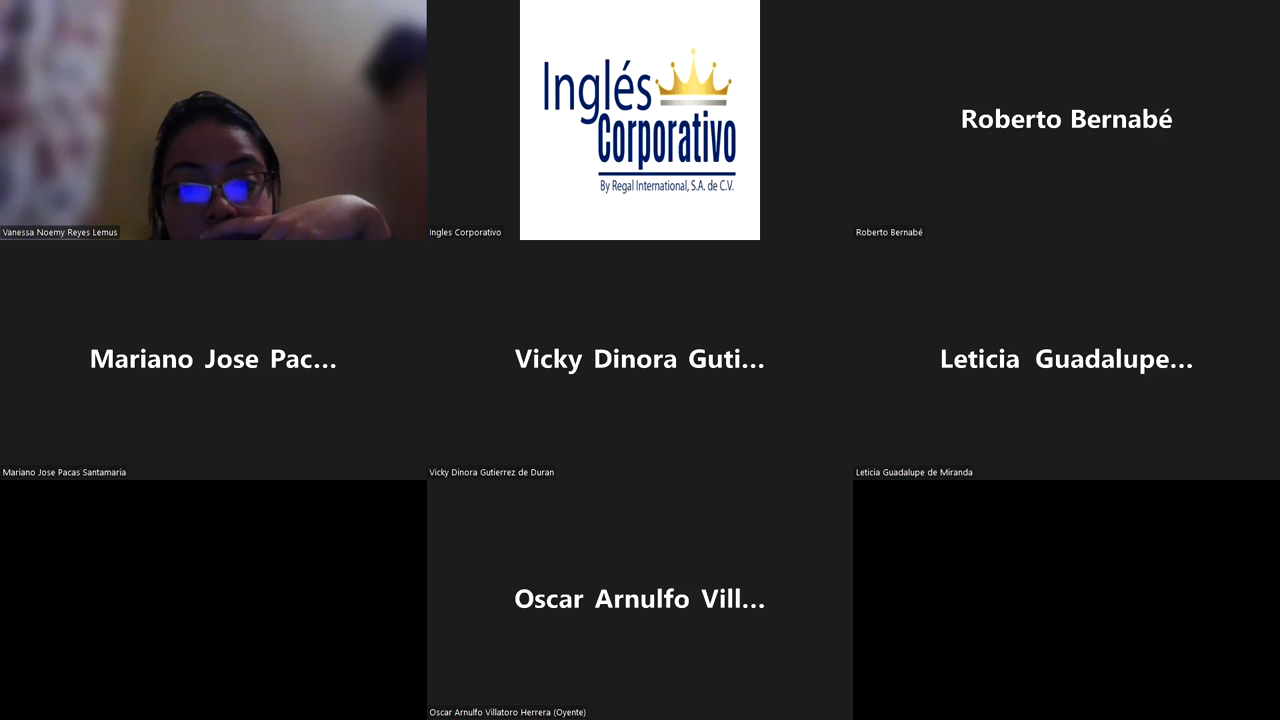 Vanessa Noemy Reyes Lemus
Inglés
Corporativo
By Regal International, S.A. de C.V.
Ingles Corporativo
Roberto Bernabé
Roberto Bernabé
Mariano Jose Pac...
Mariano Jose Pacas Santamaria
Vicky Dinora Guti...
Vicky Dinora Gutierrez de Duran
Leticia Guadalupe...
Leticia Guadalupe de Miranda
Oscar Arnulfo Vill...
Oscar Arnulfo Villatoro Herrera (Oyente)